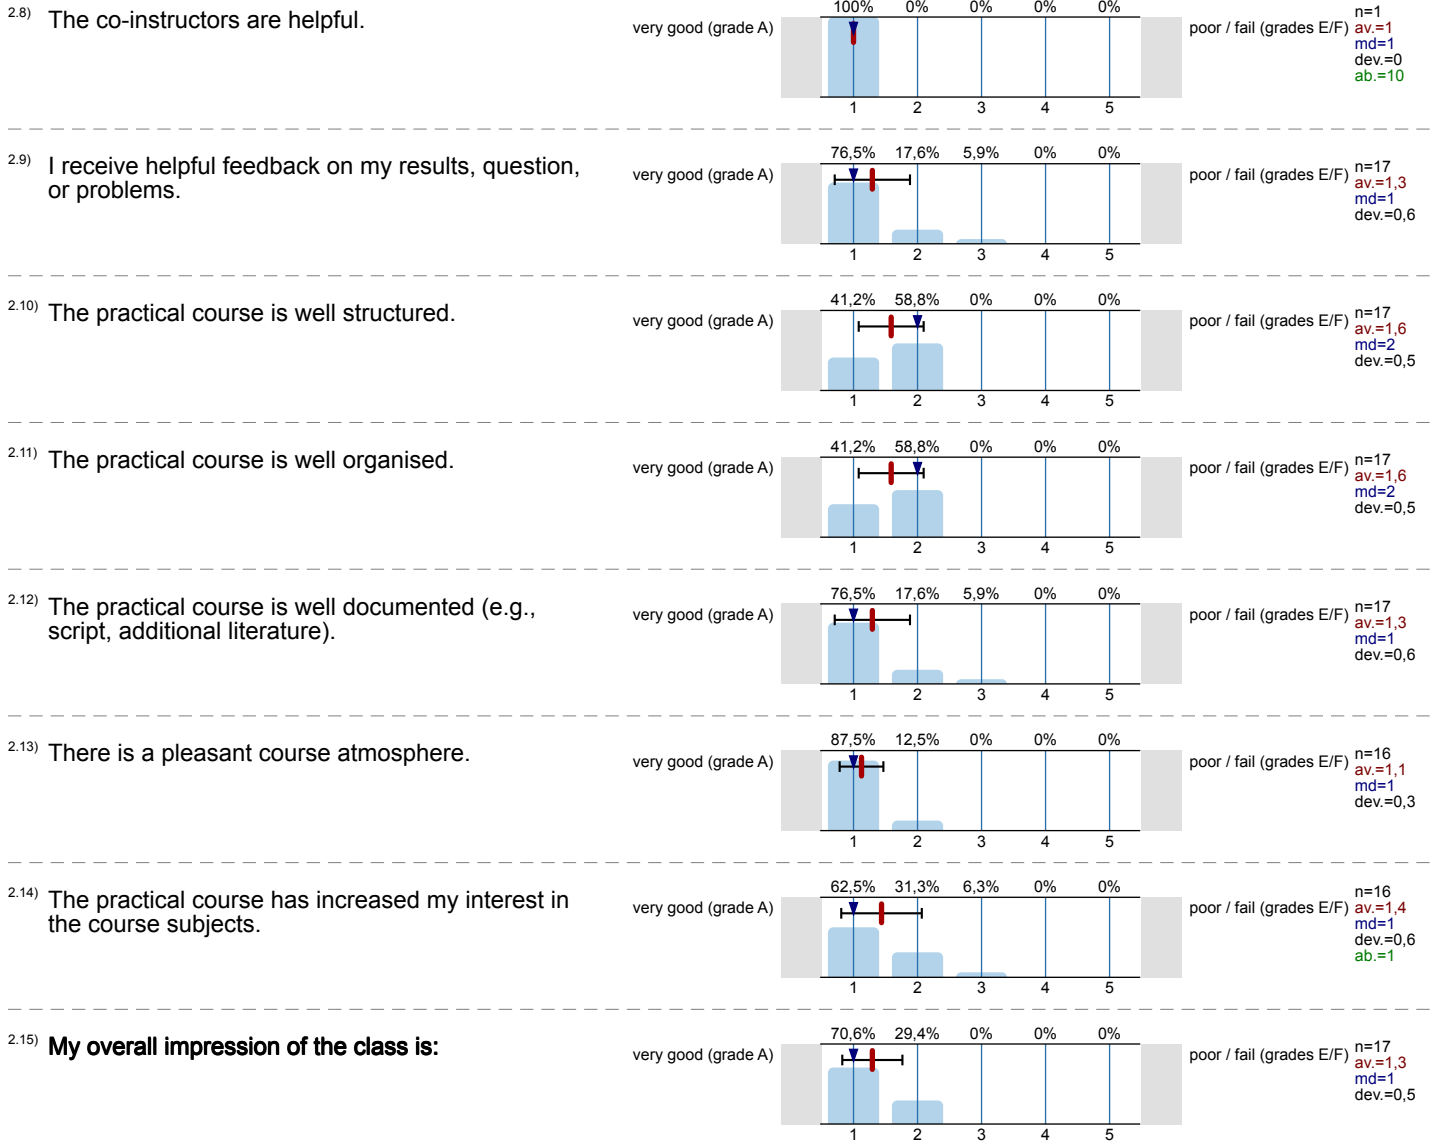 2.8) The co-instructors are helpful.
very good (grade A)
100% 0% 0% 0% 0%
1 2 3 4 5
poor / fail (grades E/F)
n=1
av.=1
md=1
dev.=0
ab.=10
2.9) I receive helpful feedback on my results, question,
or problems.
very good (grade A)
76,5% 17,6% 5,9% 0% 0%
1 2 3 4 5
poor / fail (grades E/F)
n=17
av.=1,3
md=1
dev.=0,6
2.10) The practical course is well structured.
very good (grade A)
41,2% 58,8% 0% 0% 0%
1 2 3 4 5
poor / fail (grades E/F)
n=17
av.=1,6
md=2
dev.=0,5
2.11) The practical course is well organised.
very good (grade A)
41,2% 58,8% 0% 0% 0%
1 2 3 4 5
poor / fail (grades E/F)
n=17
av.=1,6
md=2
dev.=0,5
2.12) The practical course is well documented (e.g.,
script, additional literature).
very good (grade A)
76,5% 17,6% 5,9% 0% 0%
1 2 3 4 5
poor / fail (grades E/F)
n=17
av.=1,3
md=1
dev.=0,6
2.13) There is a pleasant course atmosphere.
very good (grade A)
87,5% 12,5% 0% 0% 0%
1 2 3 4 5
poor / fail (grades E/F)
n=16
av.=1,1
md=1
dev.=0,3
2.14) The practical course has increased my interest in
the course subjects.
very good (grade A)
62,5% 31,3% 6,3% 0% 0%
1 2 3 4 5
poor / fail (grades E/F)
n=16
av.=1,4
md=1
dev.=0,6
ab.=1
2.15) My overall impression of the class is:
very good (grade A)
70,6% 29,4% 0% 0% 0%
1 2 3 4 5
poor / fail (grades E/F)
n=17
av.=1,3
md=1
dev.=0,5